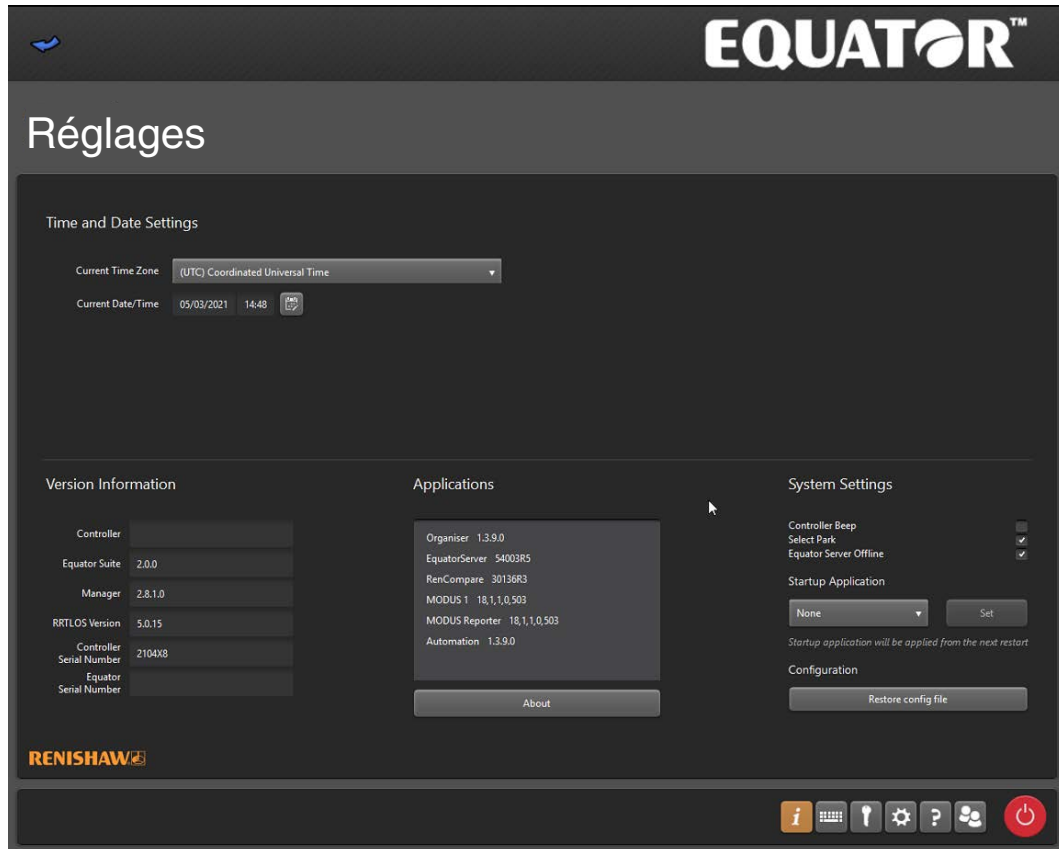 EQUATOR™
Réglages
Time and Date Settings
Current Time Zone (UTC) Coordinated Universal Time
Current Date/Time 05/03/2021 14:48
Version Information
Controller
Equator Suite 2.0.0
Manager 2.8.1.0
RRTLOS Version 5.0.15
Controller
Serial Number 2104X8
Equator
Serial Number
Applications
Organiser 1.3.9.0
EquatorServer 54003R5
RenCompare 30136R3
MODUS 1 18,1,1,0,503
MODUS Reporter 18,1,1,0,503
Automation 1.3.9.0
About
System Settings
Controller Beep
Select Park
Equator Server Offline
Startup Application
None Set
Startup application will be applied from the next restart
Configuration
Restore config file
RENISHAW
i ?